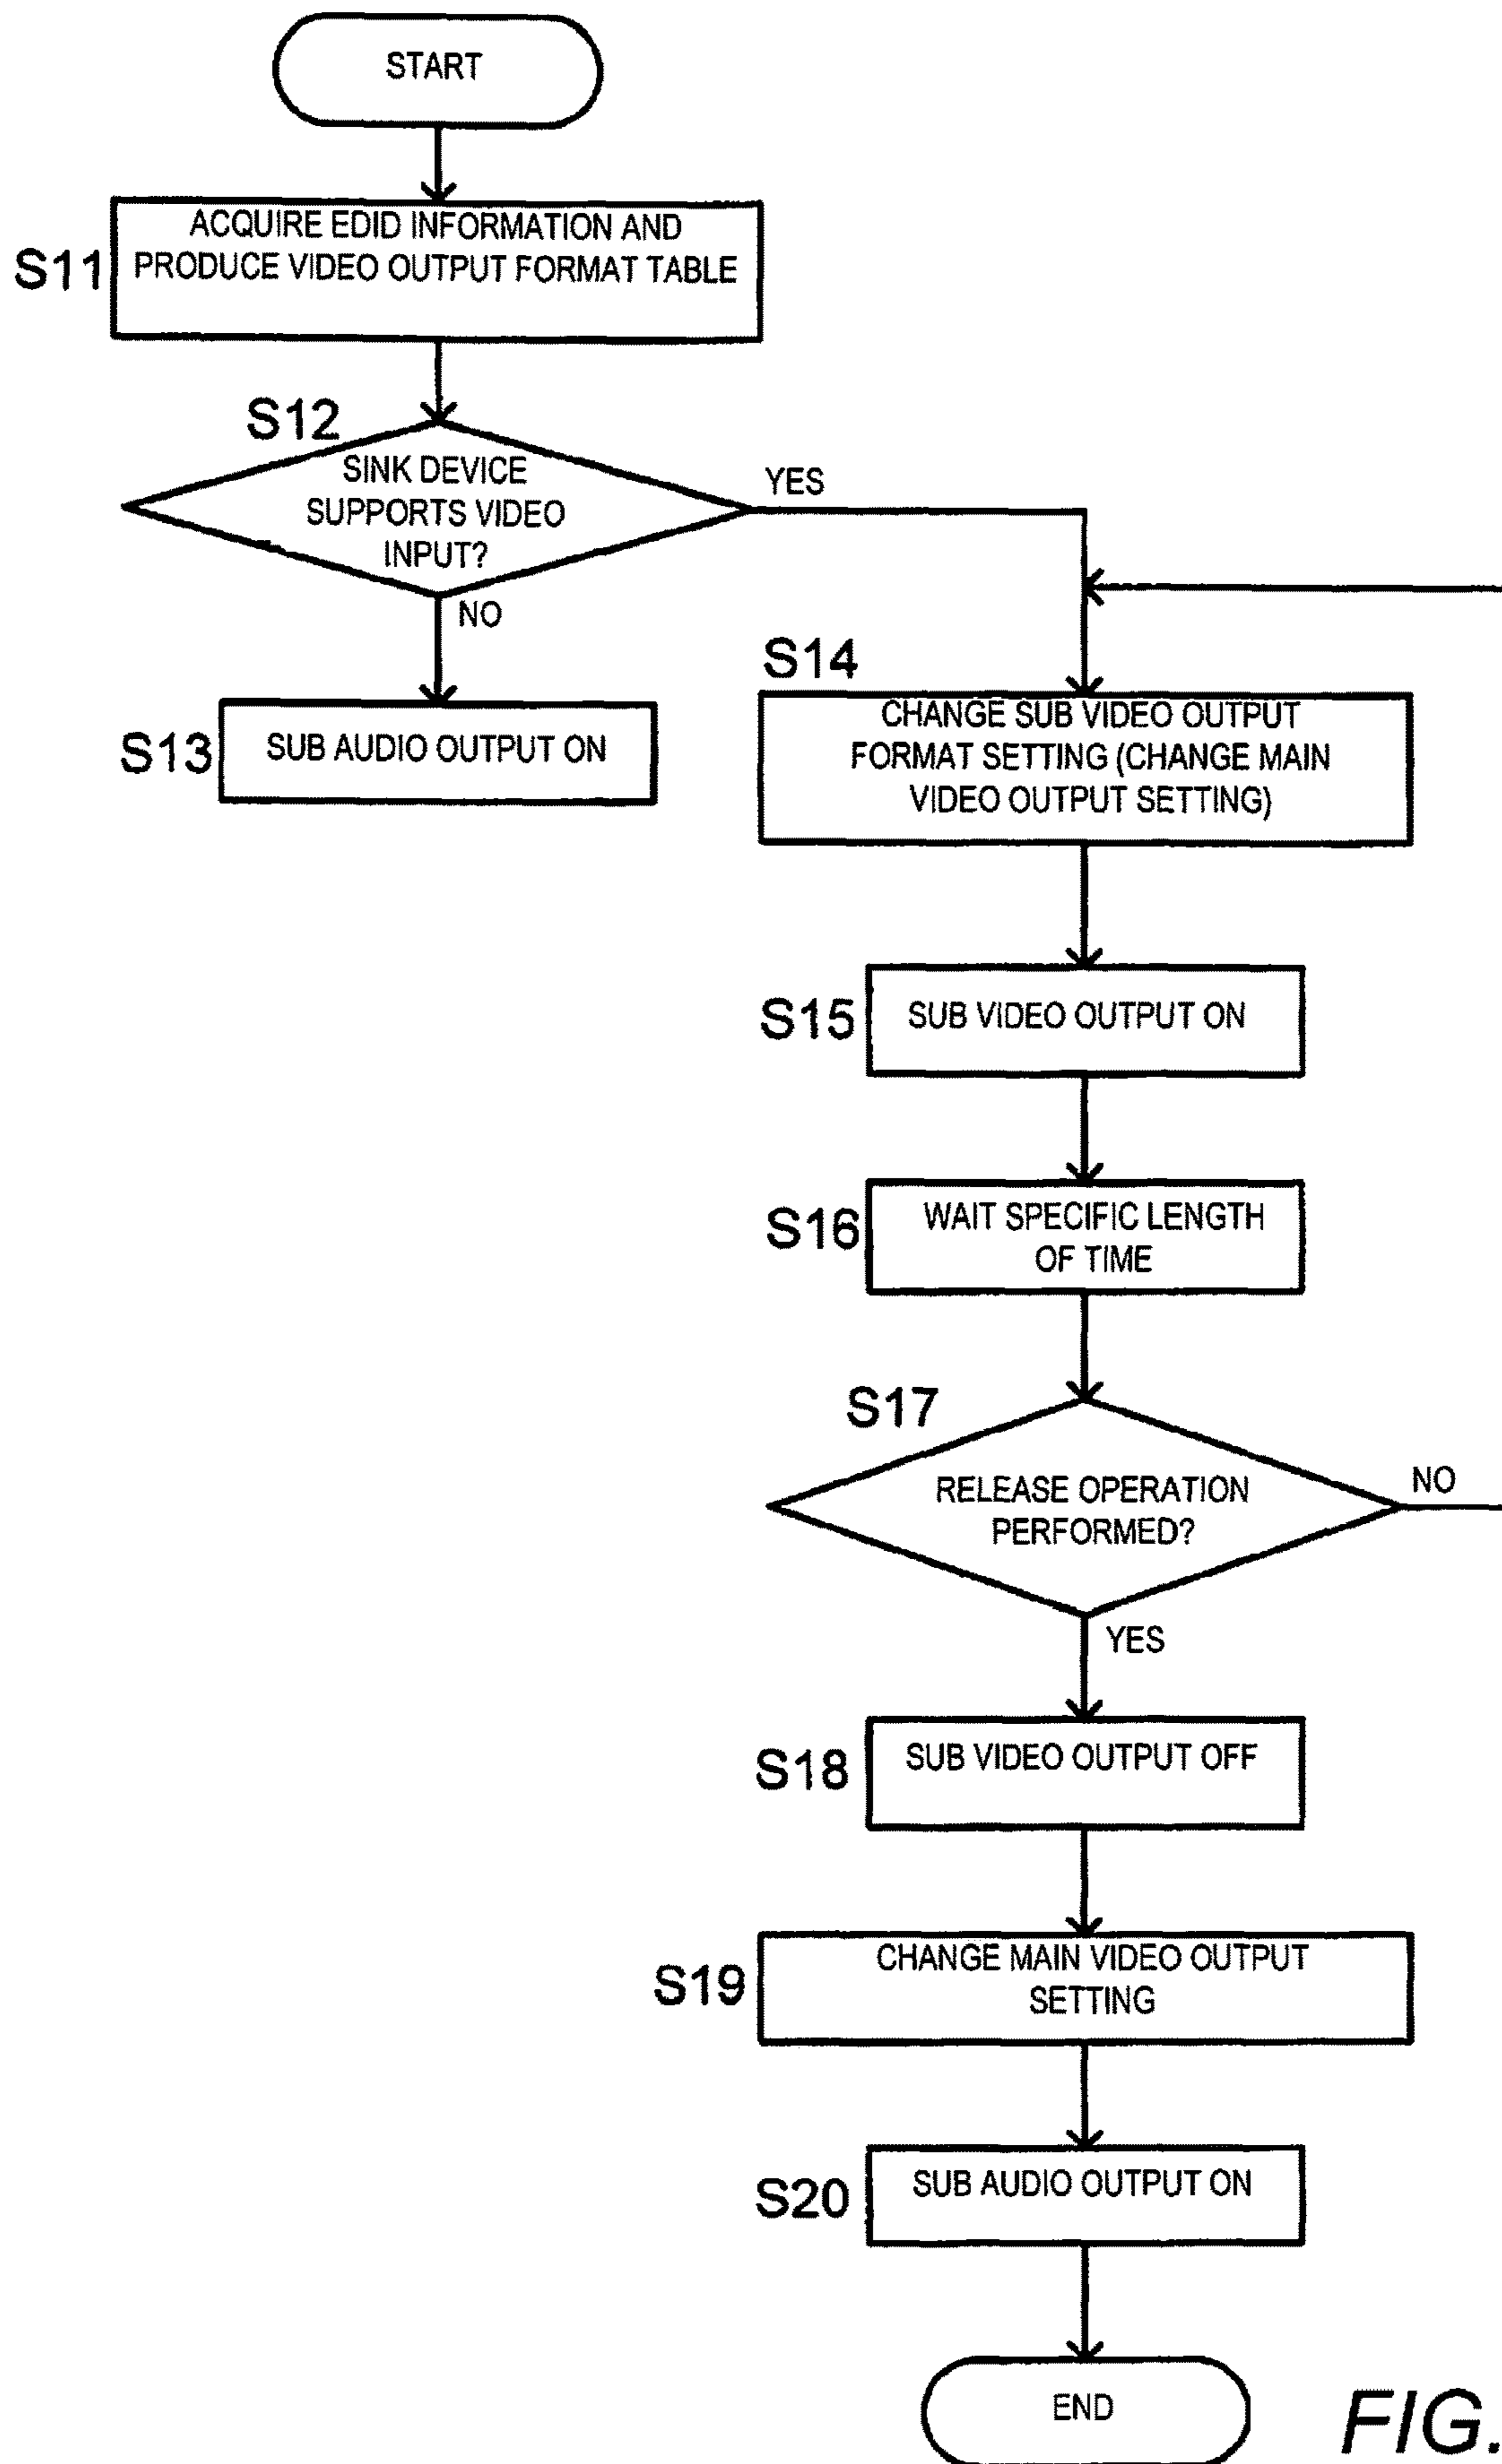 START
S11
ACQUIRE EDID INFORMATION AND
PRODUCE VIDEO OUTPUT FORMAT TABLE
S12
SINK DEVICE
SUPPORTS VIDEO
INPUT?
YES
NO
S13
SUB AUDIO OUTPUT ON
S14
CHANGE SUB VIDEO OUTPUT
FORMAT SETTING (CHANGE MAIN
VIDEO OUTPUT SETTING)
S15
SUB VIDEO OUTPUT ON
S16
WAIT SPECIFIC LENGTH
OF TIME
S17
RELEASE OPERATION
PERFORMED?
NO
YES
S18
SUB VIDEO OUTPUT OFF
S19
CHANGE MAIN VIDEO OUTPUT
SETTING
S20
SUB AUDIO OUTPUT ON
END
FIG.